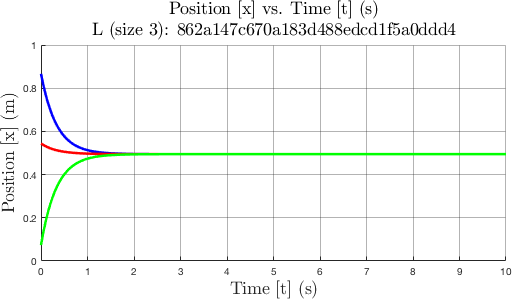 Position [x] vs. Time [t] (s)
L (size 3): 862a147c670a183d488edcd1f5a0ddd4
Position [x] (m)
1
0.8
0.6
0.4
0.2
0
0 1 2 3 4 5 6 7 8 9 10
Time [t] (s)